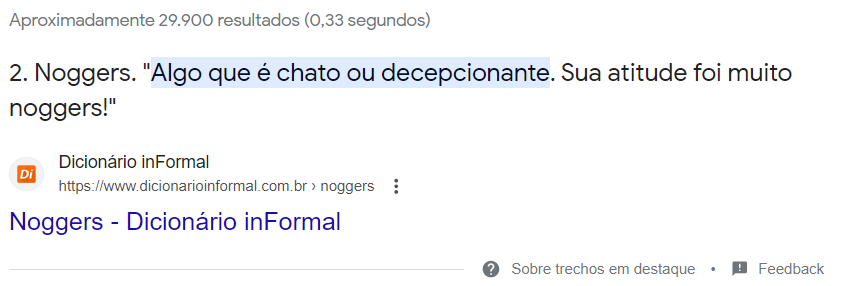 Aproximadamente 29.900 resultados (0,33 segundos)
2. Noggers. "Algo que é chato ou decepcionante. Sua atitude foi muito
noggers!"
Di
Dicionário inFormal
https://www.dicionarioinformal.com.br › noggers
Noggers - Dicionário inFormal
Sobre trechos em destaque • Feedback